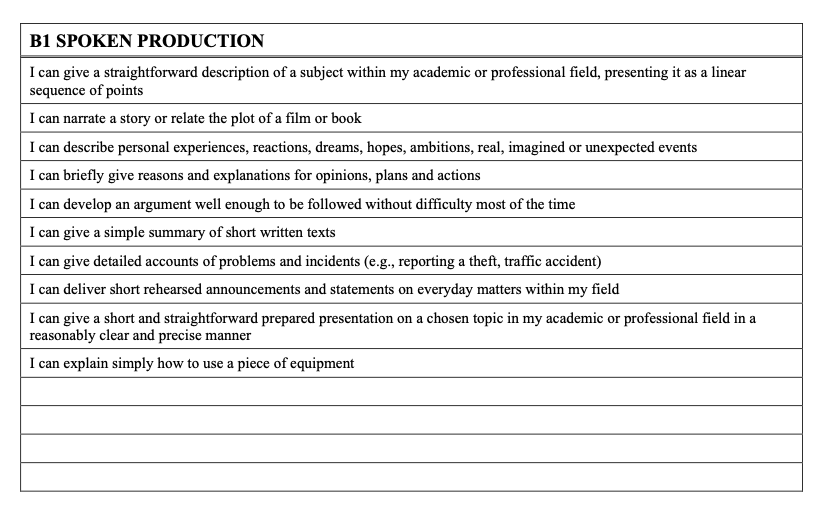 B1 SPOKEN PRODUCTION
I can give a straightforward description of a subject within my academic or professional field, presenting it as a linear
sequence of points
I can narrate a story or relate the plot of a film or book
I can describe personal experiences, reactions, dreams, hopes, ambitions, real, imagined or unexpected events
I can briefly give reasons and explanations for opinions, plans and actions
I can develop an argument well enough to be followed without difficulty most of the time
I can give a simple summary of short written texts
I can give detailed accounts of problems and incidents (e.g., reporting a theft, traffic accident)
I can deliver short rehearsed announcements and statements on everyday matters within my field
I can give a short and straightforward prepared presentation on a chosen topic in my academic or professional field in a
reasonably clear and precise manner
I can explain simply how to use a piece of equipment